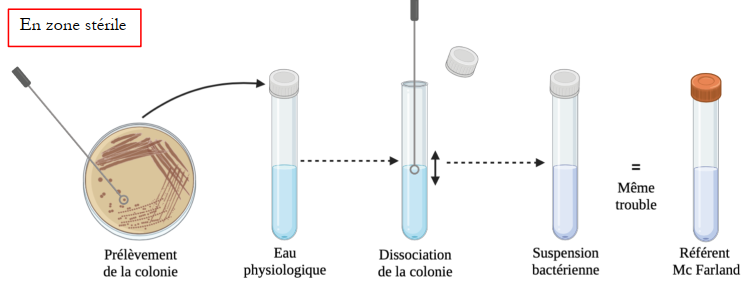 En zone stérile
=
Même
trouble
Prélèvement
de la colonie
Eau
physiologique
Dissociation
de la colonie
Suspension
bactérienne
Référent
Mc Farland